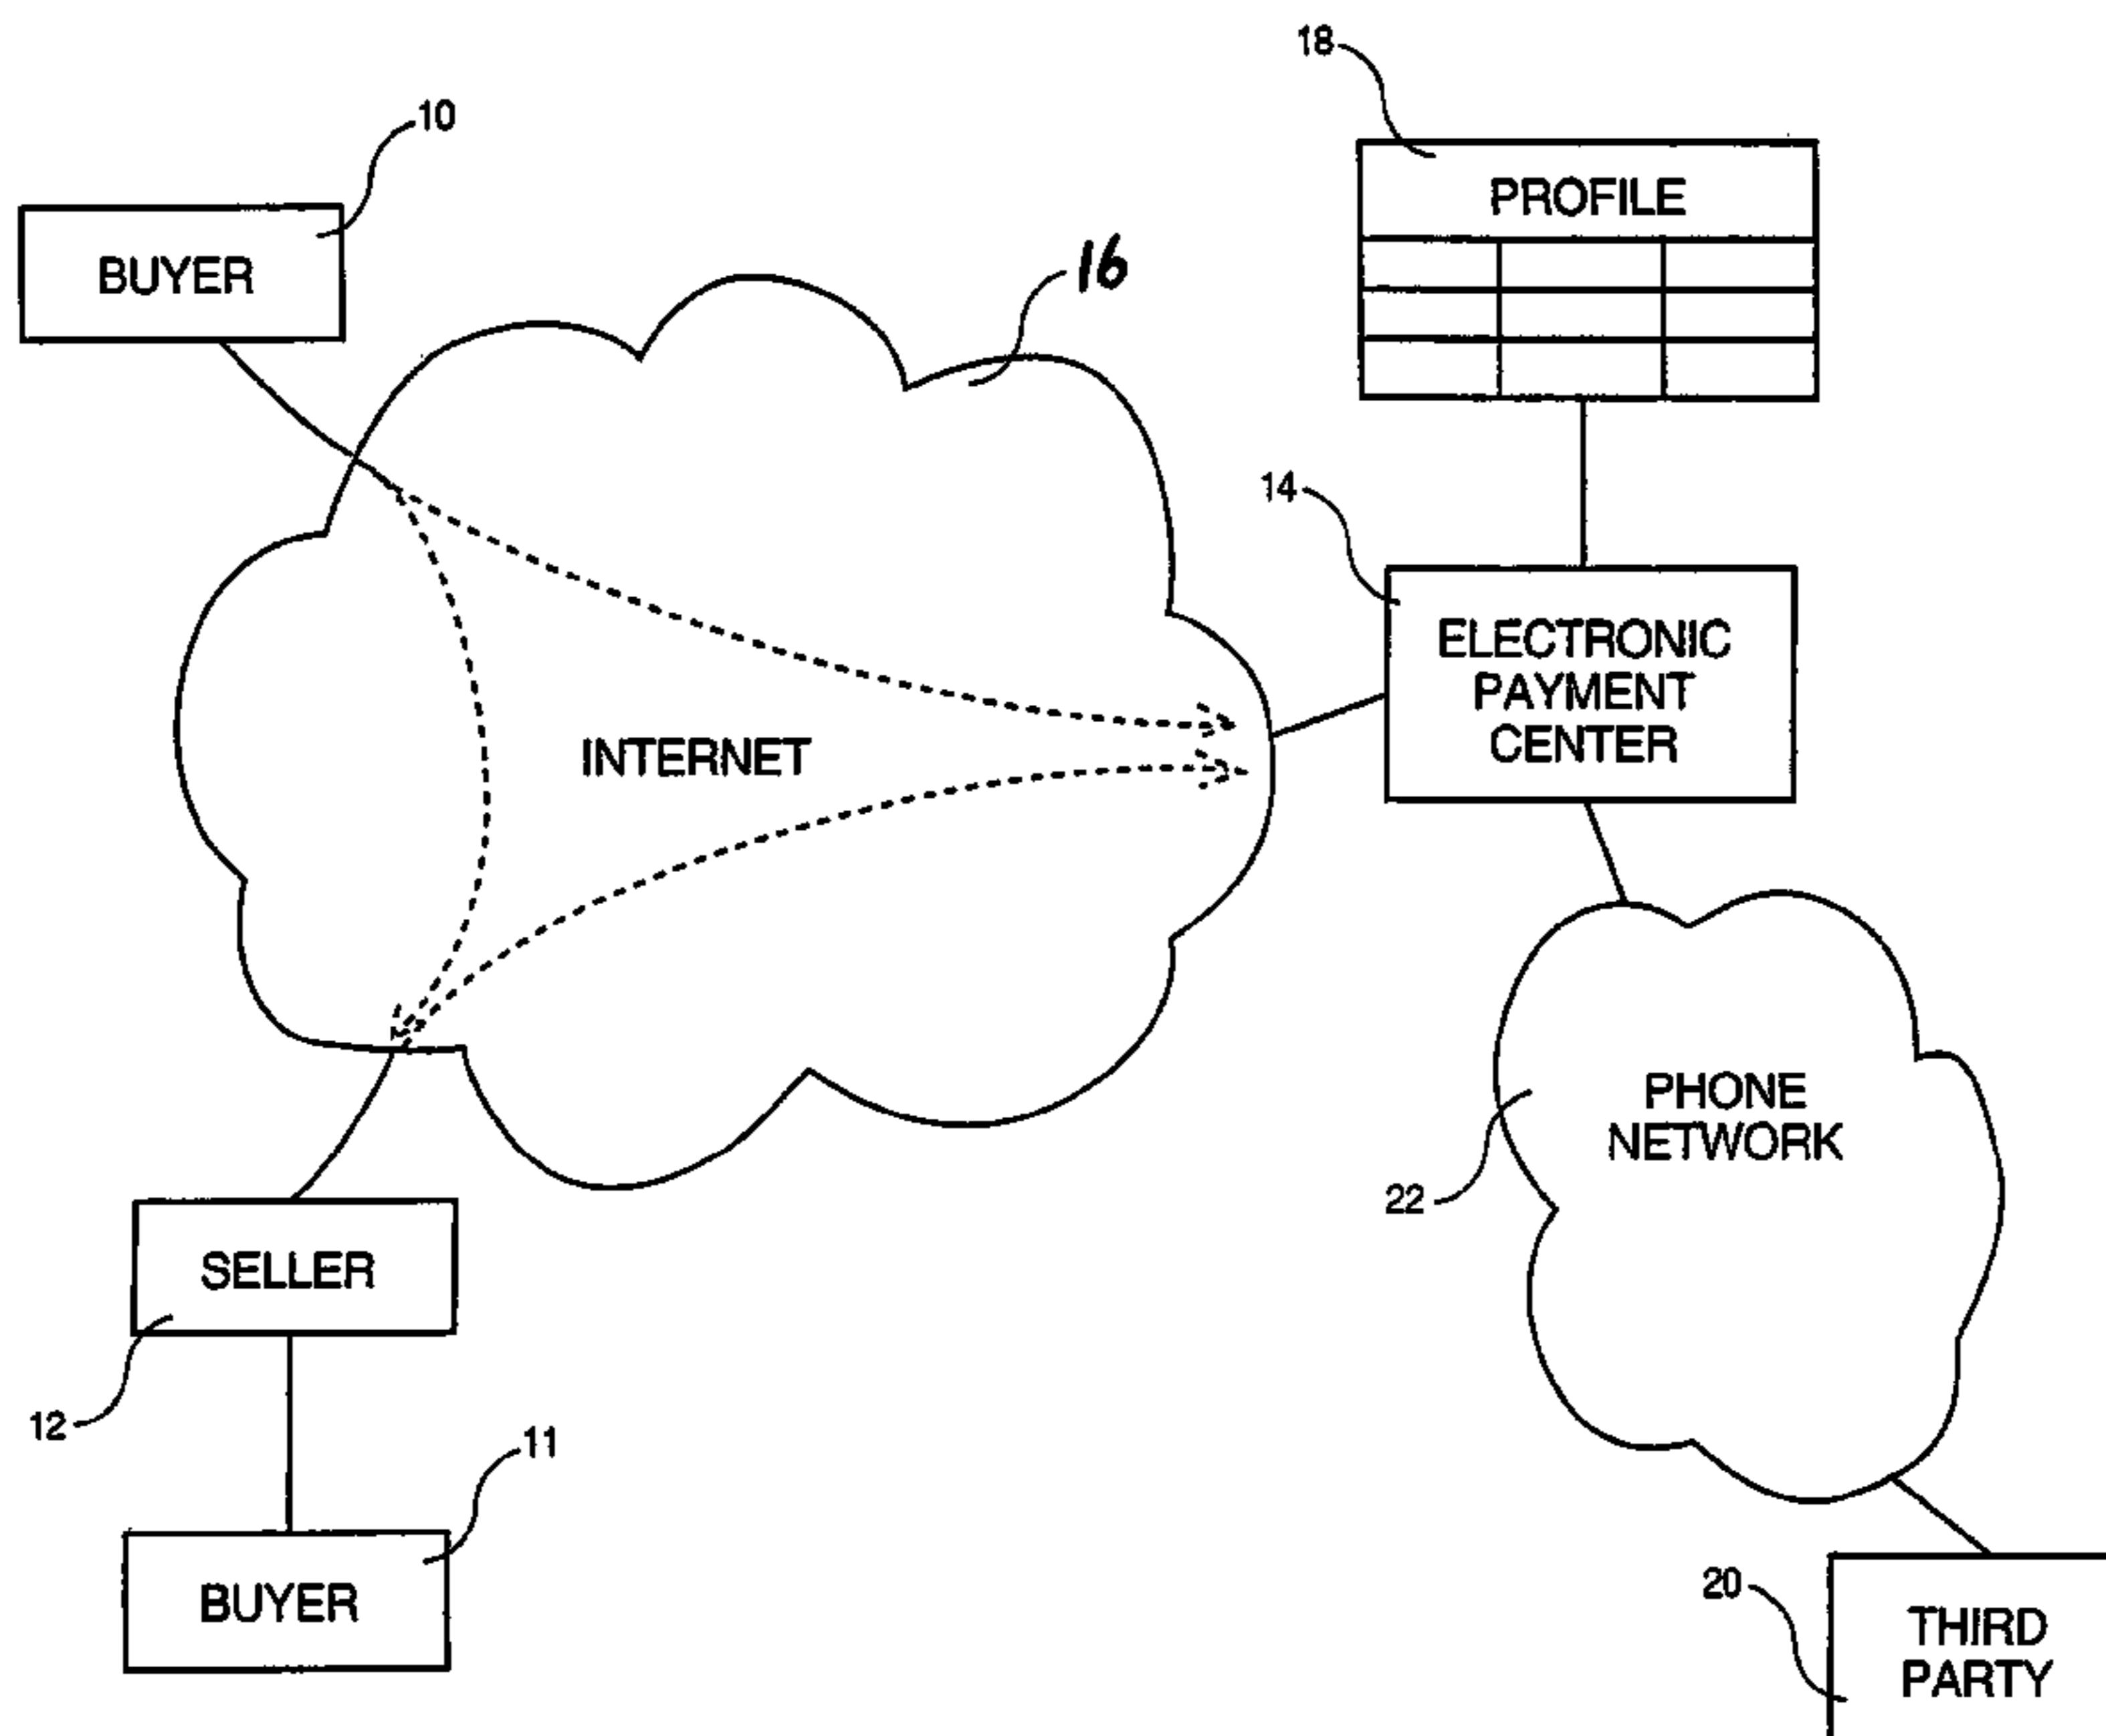 18
10
PROFILE
BUYER
16
14
ELECTRONIC
PAYMENT
CENTER
INTERNET
PHONE
NETWORK
22
SELLER
12
11
BUYER
20
THIRD
PARTY